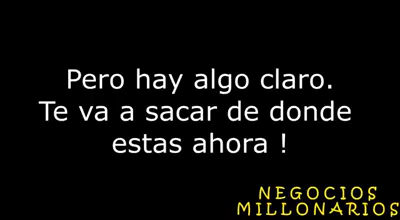 Pero hay algo claro.
Te va a sacar de donde
estas ahora !
NEGOCIOS
MILLONARIOS